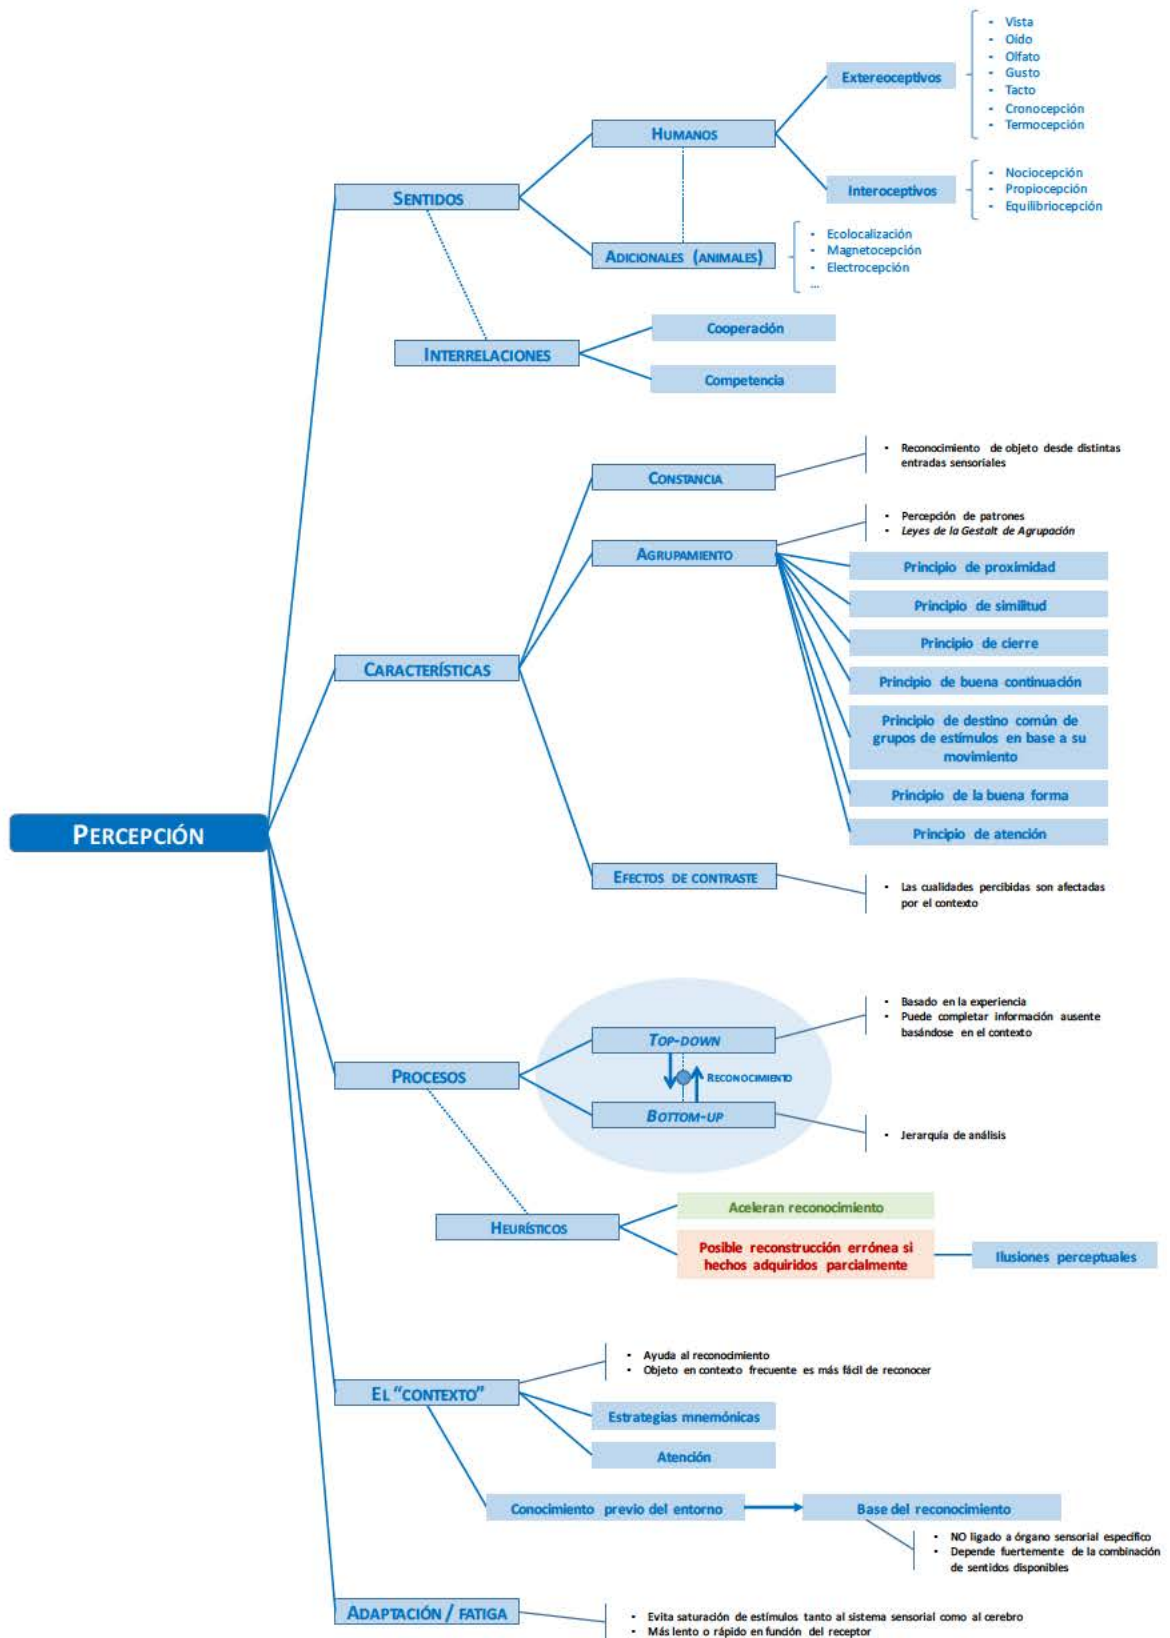 Vista
Oído
Olfato
Gusto
Tacto
Cronocepción
Termocepción
Extereoceptivos
HUMANOS
Nociocepción
Propiocepción
Equilibriocepción
Interoceptivos
SENTIDOS
Ecolocalización
Magnetocepción
Electrocepción
...
ADICIONALES (ANIMALES)
Cooperación
INTERRELACIONES
Competencia
Reconocimiento de objeto desde distintas
entradas sensoriales
CONSTANCIA
Percepción de patrones
Leyes de la Gestalt de Agrupación
AGRUPAMIENTO
Principio de proximidad
Principio de similitud
Principio de cierre
CARACTERÍSTICAS
Principio de buena continuación
Principio de destino común de
grupos de estímulos en base a su
movimiento
Principio de la buena forma
Principio de atención
PERCEPCIÓN
EFECTOS DE CONTRASTE
Las cualidades percibidas son afectadas
por el contexto
Basado en la experiencia
Puede completar información ausente
basándose en el contexto
TOP-DOWN
PROCESOS
RECONOCIMIENTO
BOTTOM-UP
Jerarquía de análisis
Aceleran reconocimiento
HEURÍSTICOS
Posible reconstrucción errónea si
hechos adquiridos parcialmente
Ilusiones perceptuales
Ayuda al reconocimiento
Objeto en contexto frecuente es más fácil de reconocer
EL "CONTEXTO"
Estrategias mnemónicas
Atención
Conocimiento previo del entorno
Base del reconocimiento
NO ligado a órgano sensorial específico
Depende fuertemente de la combinación
de sentidos disponibles
ADAPTACIÓN / FATIGA
Evita saturación de estímulos tanto al sistema sensorial como al cerebro
Más lento o rápido en función del receptor